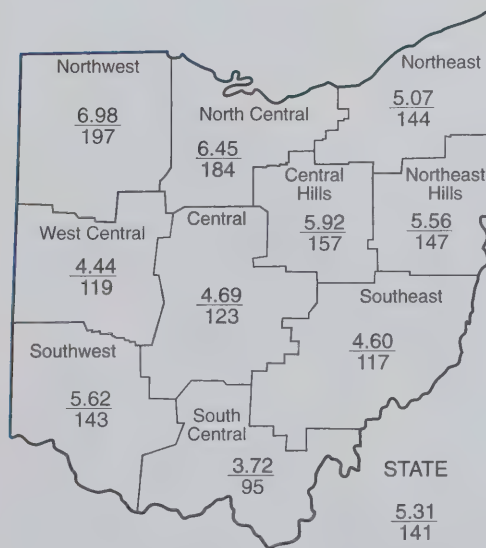 Northwest
6.98
197
North Central
6.45
184
Northeast
5.07
144
West Central
4.44
119
Central
4.69
123
Central
Hills
5.92
157
Northeast
Hills
5.56
147
Southwest
5.62
143
South
Central
3.72
95
Southeast
4.60
117
STATE
5.31
141